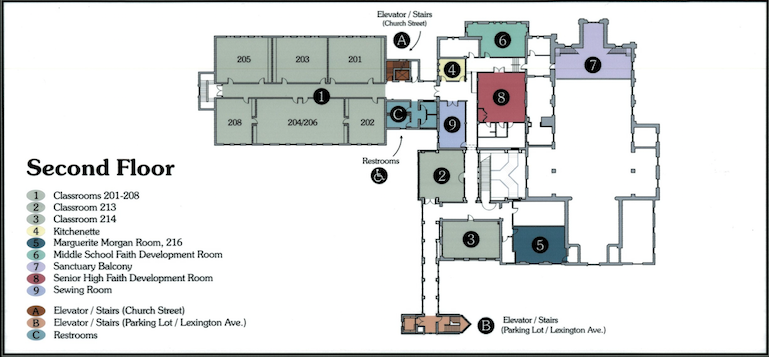 Elevator / Stairs
(Church Street)
A
6
205
203
201
4
7
1
8
C
9
208
204/206
202
Restrooms
2
3
5
Second Floor
1 Classrooms 201-208
2 Classroom 213
3 Classroom 214
4 Kitchenette
5 Marguerite Morgan Room, 216
6 Middle School Faith Development Room
7 Sanctuary Balcony
8 Senior High Faith Development Room
9 Sewing Room
A Elevator / Stairs (Church Street)
B Elevator / Stairs (Parking Lot / Lexington Ave.)
C Restrooms
B
Elevator / Stairs
(Parking Lot / Lexington Ave.)